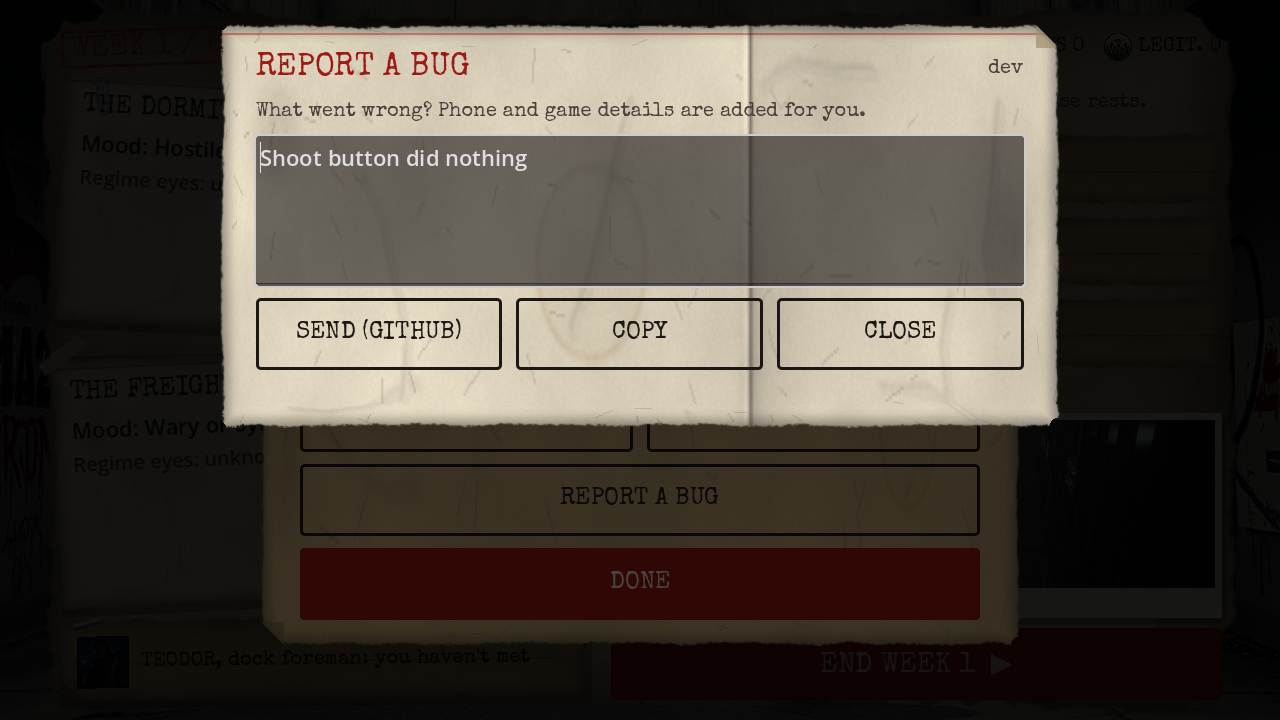 WEEK 1 /
S 0
LEGIT. 0
REPORT A BUG
dev
What went wrong? Phone and game details are added for you.
Shoot button did nothing
SEND (GITHUB)
COPY
CLOSE
THE DORMI
Mood: Hostile
Regime eyes: u
se rests.
THE FREIGH
Mood: Wary of
Regime eyes: unkno
REPORT A BUG
DONE
TEODOR, dock foreman: you haven't met —
END WEEK 1 ▶